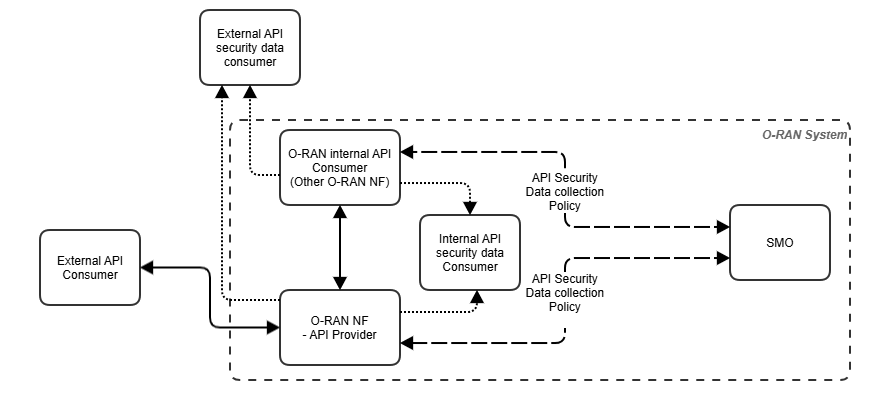 External API
security data
consumer
O-RAN System
O-RAN internal API
Consumer
(Other O-RAN NF)
API Security
Data collection
Policy
External API
Consumer
Internal API
security data
Consumer
SMO
API Security
Data collection
Policy
O-RAN NF
- API Provider